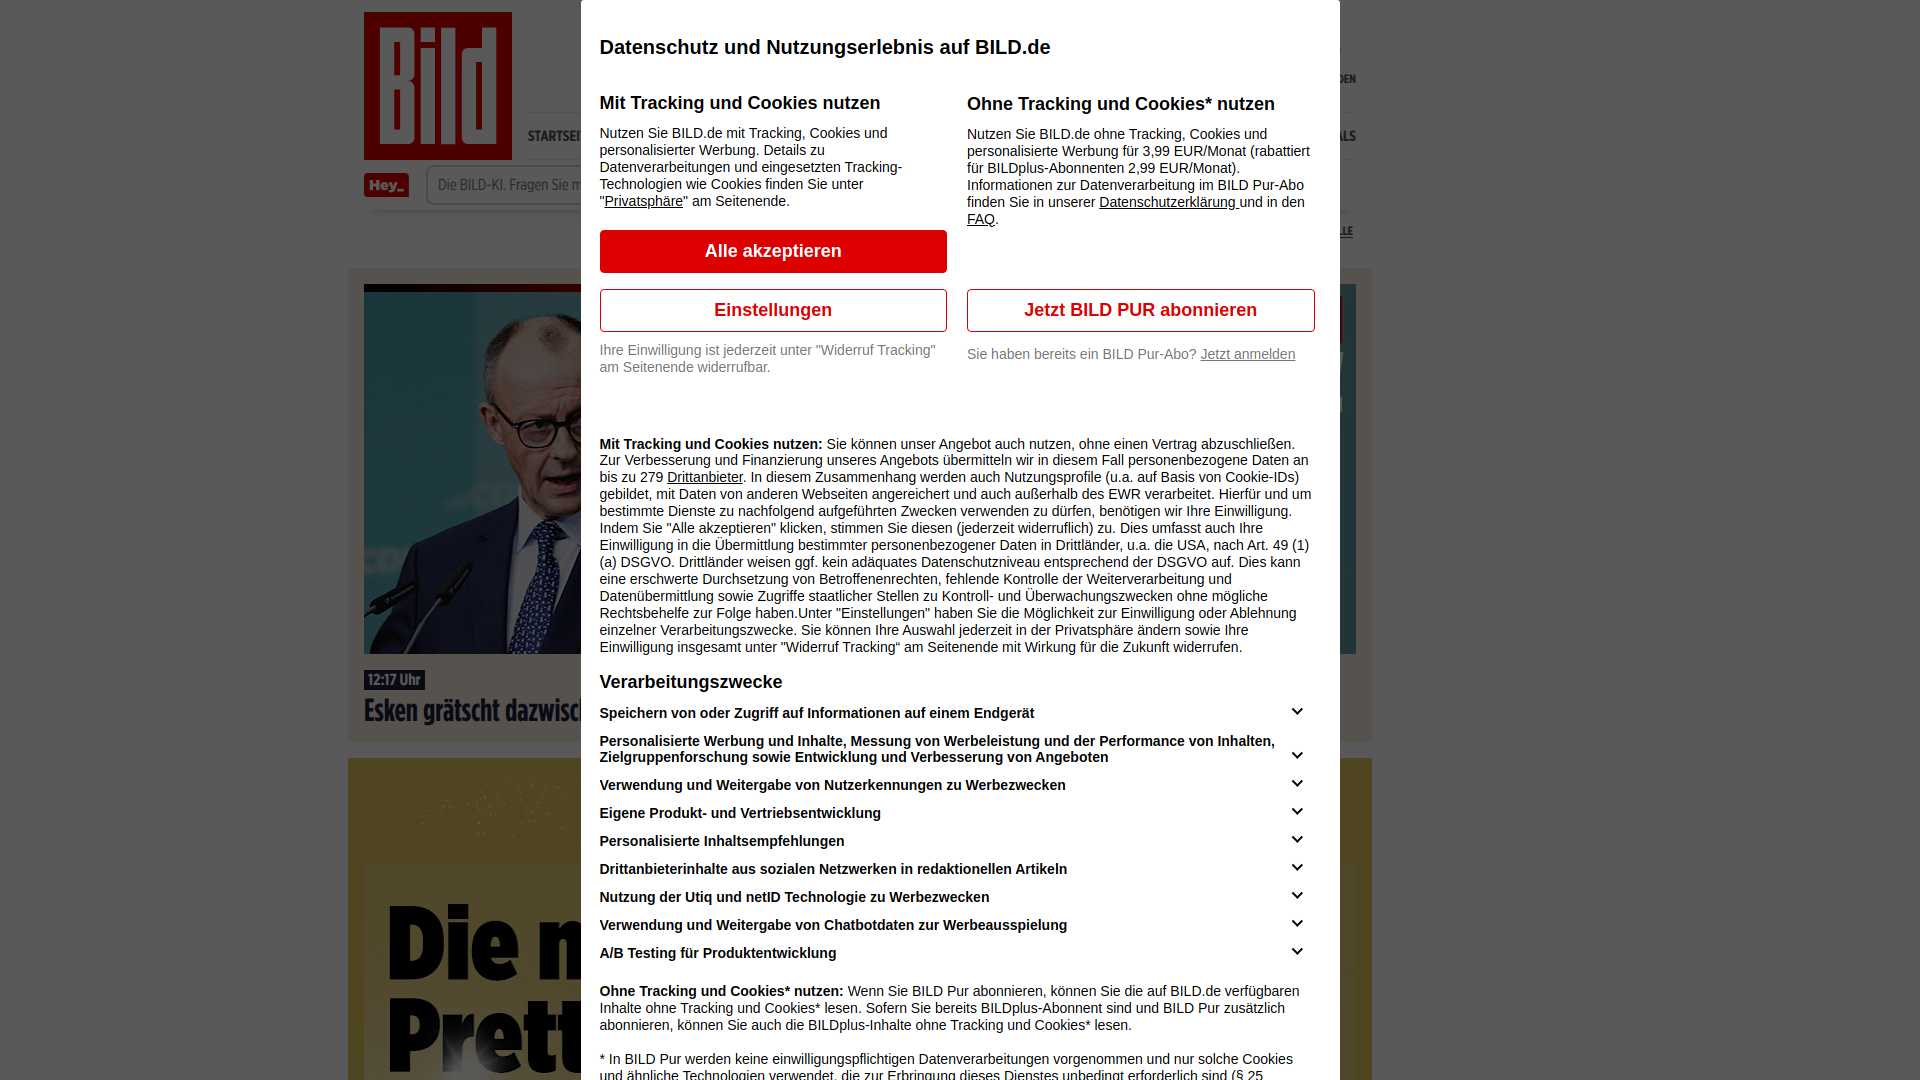 Bild
DEN
STARTSEI
ALS
Hey_
Die BILD-KI. Fragen Sie m
LLE
12:17 Uhr
Esken grätscht dazwisc
Die n
Prett
Datenschutz und Nutzungserlebnis auf BILD.de
Mit Tracking und Cookies nutzen
Nutzen Sie BILD.de mit Tracking, Cookies und
personalisierter Werbung. Details zu
Datenverarbeitungen und eingesetzten Tracking-
Technologien wie Cookies finden Sie unter
"Privatsphäre" am Seitenende.
Alle akzeptieren
Einstellungen
Ihre Einwilligung ist jederzeit unter "Widerruf Tracking"
am Seitenende widerrufbar.
Ohne Tracking und Cookies* nutzen
Nutzen Sie BILD.de ohne Tracking, Cookies und
personalisierte Werbung für 3,99 EUR/Monat (rabattiert
für BILDplus-Abonnenten 2,99 EUR/Monat).
Informationen zur Datenverarbeitung im BILD Pur-Abo
finden Sie in unserer Datenschutzerklärung und in den
FAQ.
Jetzt BILD PUR abonnieren
Sie haben bereits ein BILD Pur-Abo? Jetzt anmelden
Mit Tracking und Cookies nutzen: Sie können unser Angebot auch nutzen, ohne einen Vertrag abzuschließen.
Zur Verbesserung und Finanzierung unseres Angebots übermitteln wir in diesem Fall personenbezogene Daten an
bis zu 279 Drittanbieter. In diesem Zusammenhang werden auch Nutzungsprofile (u.a. auf Basis von Cookie-IDs)
gebildet, mit Daten von anderen Webseiten angereichert und auch außerhalb des EWR verarbeitet. Hierfür und um
bestimmte Dienste zu nachfolgend aufgeführten Zwecken verwenden zu dürfen, benötigen wir Ihre Einwilligung.
Indem Sie "Alle akzeptieren" klicken, stimmen Sie diesen (jederzeit widerruflich) zu. Dies umfasst auch Ihre
Einwilligung in die Übermittlung bestimmter personenbezogener Daten in Drittländer, u.a. die USA, nach Art. 49 (1)
(a) DSGVO. Drittländer weisen ggf. kein adäquates Datenschutzniveau entsprechend der DSGVO auf. Dies kann
eine erschwerte Durchsetzung von Betroffenenrechten, fehlende Kontrolle der Weiterverarbeitung und
Datenübermittlung sowie Zugriffe staatlicher Stellen zu Kontroll- und Überwachungszwecken ohne mögliche
Rechtsbehelfe zur Folge haben.Unter "Einstellungen" haben Sie die Möglichkeit zur Einwilligung oder Ablehnung
einzelner Verarbeitungszwecke. Sie können Ihre Auswahl jederzeit in der Privatsphäre ändern sowie Ihre
Einwilligung insgesamt unter "Widerruf Tracking“ am Seitenende mit Wirkung für die Zukunft widerrufen.
Verarbeitungszwecke
Speichern von oder Zugriff auf Informationen auf einem Endgerät
Personalisierte Werbung und Inhalte, Messung von Werbeleistung und der Performance von Inhalten,
Zielgruppenforschung sowie Entwicklung und Verbesserung von Angeboten
Verwendung und Weitergabe von Nutzerkennungen zu Werbezwecken
Eigene Produkt- und Vertriebsentwicklung
Personalisierte Inhaltsempfehlungen
Drittanbieterinhalte aus sozialen Netzwerken in redaktionellen Artikeln
Nutzung der Utiq und netID Technologie zu Werbezwecken
Verwendung und Weitergabe von Chatbotdaten zur Werbeausspielung
A/B Testing für Produktentwicklung
Ohne Tracking und Cookies* nutzen: Wenn Sie BILD Pur abonnieren, können Sie die auf BILD.de verfügbaren
Inhalte ohne Tracking und Cookies* lesen. Sofern Sie bereits BILDplus-Abonnent sind und BILD Pur zusätzlich
abonnieren, können Sie auch die BILDplus-Inhalte ohne Tracking und Cookies* lesen.
* In BILD Pur werden keine einwilligungspflichtigen Datenverarbeitungen vorgenommen und nur solche Cookies
und ähnliche Technologien verwendet, die zur Erbringung dieses Dienstes unbedingt erforderlich sind (§ 25